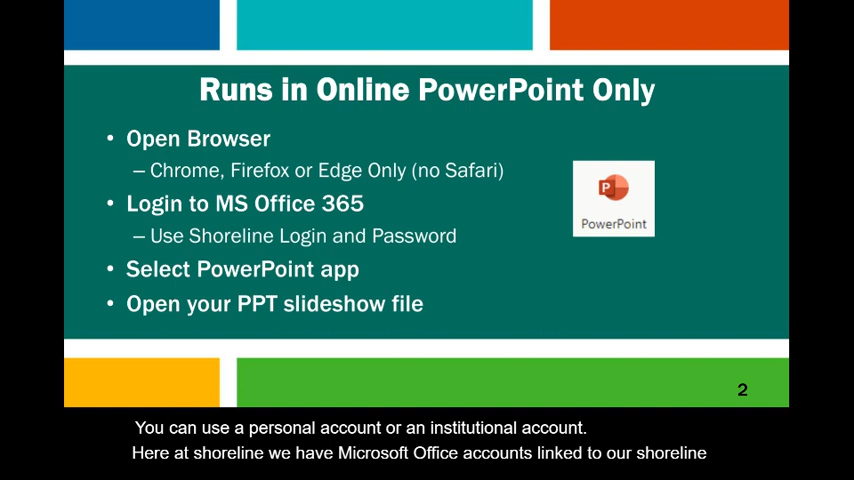 Runs in Online PowerPoint Only
• Open Browser
– Chrome, Firefox or Edge Only (no Safari)
• Login to MS Office 365
– Use Shoreline Login and Password
• Select PowerPoint app
• Open your PPT slideshow file
P
PowerPoint
2
You can use a personal account or an institutional account.
Here at shoreline we have Microsoft Office accounts linked to our shoreline